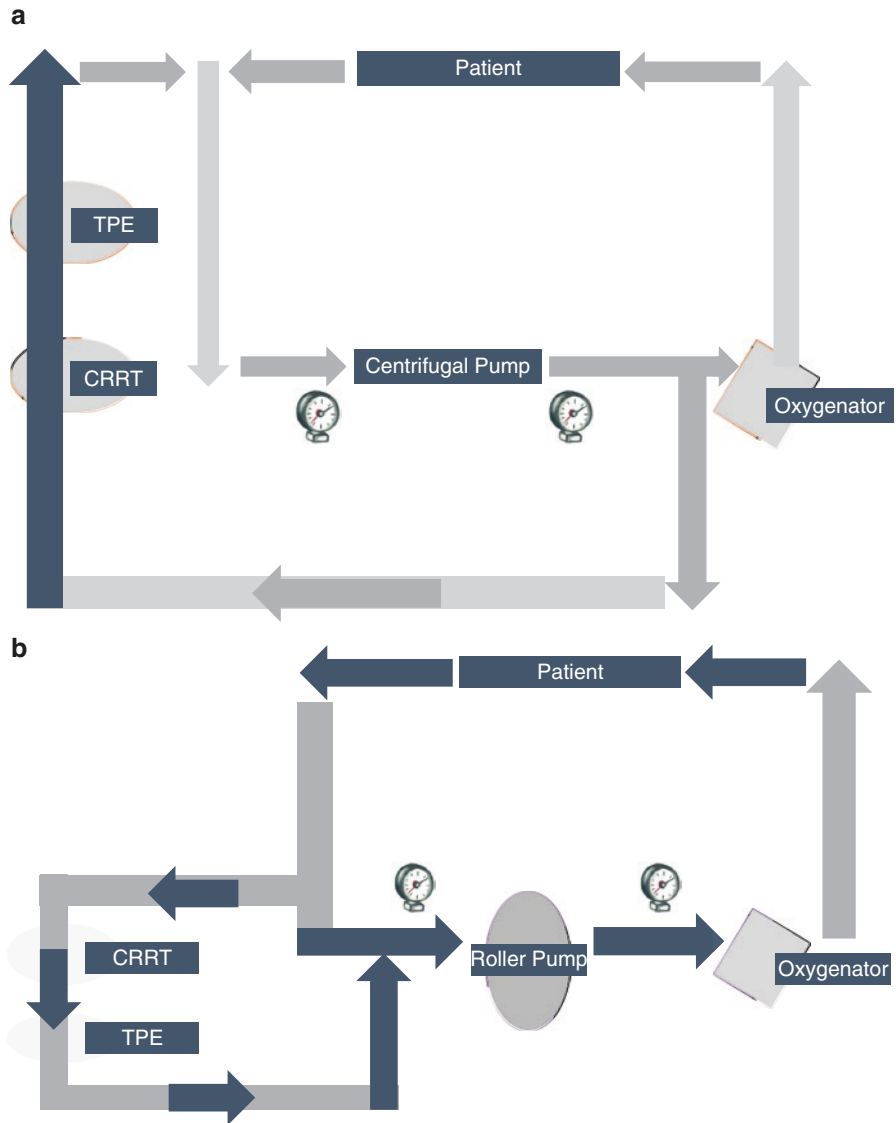 a
Patient
TPE
CRRT
Centrifugal Pump
Oxygenator
b
Patient
CRRT
Roller Pump
Oxygenator
TPE